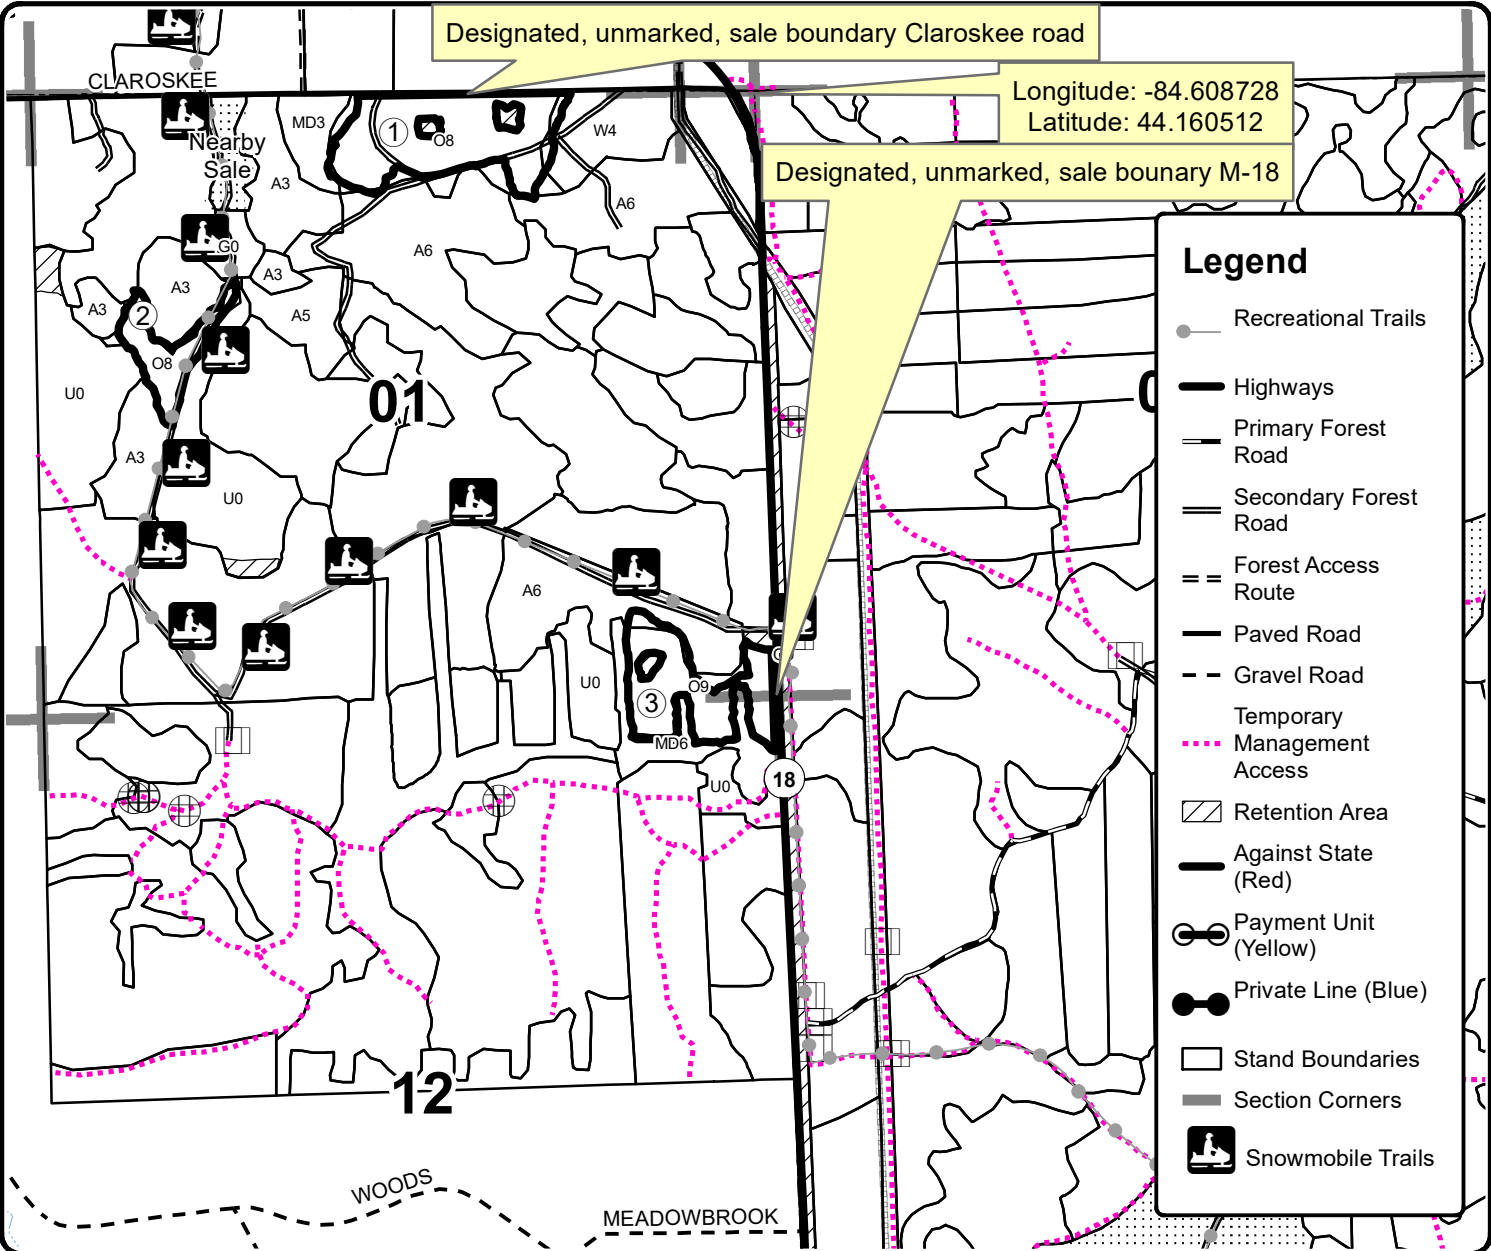 Designated, unmarked, sale boundary Claroskee road
CLAROSKEE
Longitude: -84.608728
Latitude: 44.160512
MD3
1
O8
W4
Nearby
Sale
Designated, unmarked, sale bounary M-18
A3
A6
G0
A3
A6
A3
A3
2
A5
O8
U0
01
0
A3
U0
A6
U0
O9
3
MD6
U0
18
12
WOODS
MEADOWBROOK
Legend
Recreational Trails
Highways
Primary Forest
Road
Secondary Forest
Road
Forest Access
Route
Paved Road
Gravel Road
Temporary
Management
Access
Retention Area
Against State
(Red)
Payment Unit
(Yellow)
Private Line (Blue)
Stand Boundaries
Section Corners
Snowmobile Trails